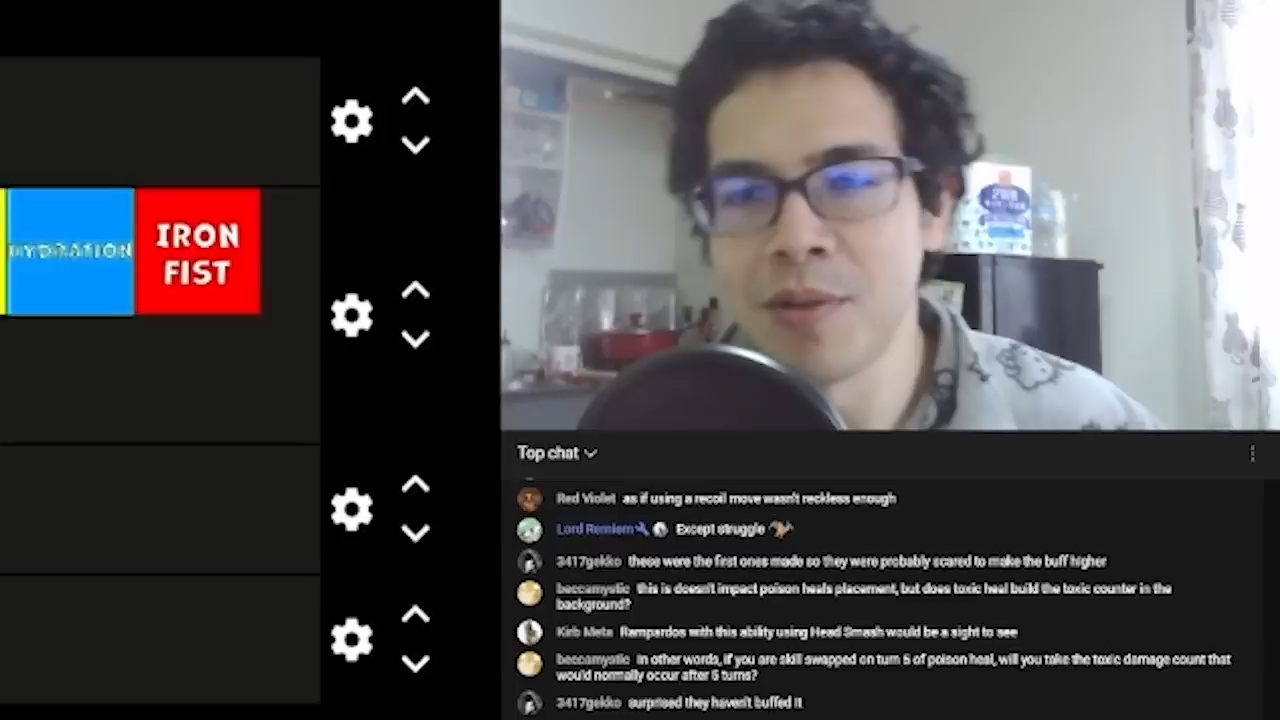 HYDRATION
IRON
FIST
Top chat
Red Violet as if using a recoil move wasn't reckless enough
Lord Remiem Except struggle
3417gekko these were the first ones made so they were probably scared to make the buff higher
beccamystic this is doesn't impact poison heals placement, but does toxic heal build the toxic counter in the
background?
Kirb Meta Rampardos with this ability using Head Smash would be a sight to see
beccamystic In other words, if you are skill swapped on turn 5 of poison heal, will you take the toxic damage count that
would normally occur after 5 turns?
3417gekko surprised they haven't buffed it